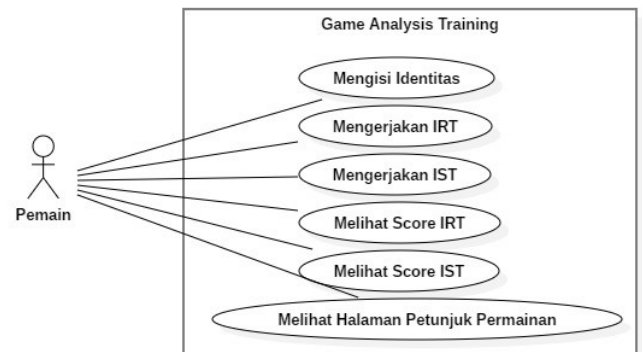 Game Analysis Training
Mengisi Identitas
Mengerjakan IRT
Mengerjakan IST
Pemain
Melihat Score IRT
Melihat Score IST
Melihat Halaman Petunjuk Permainan